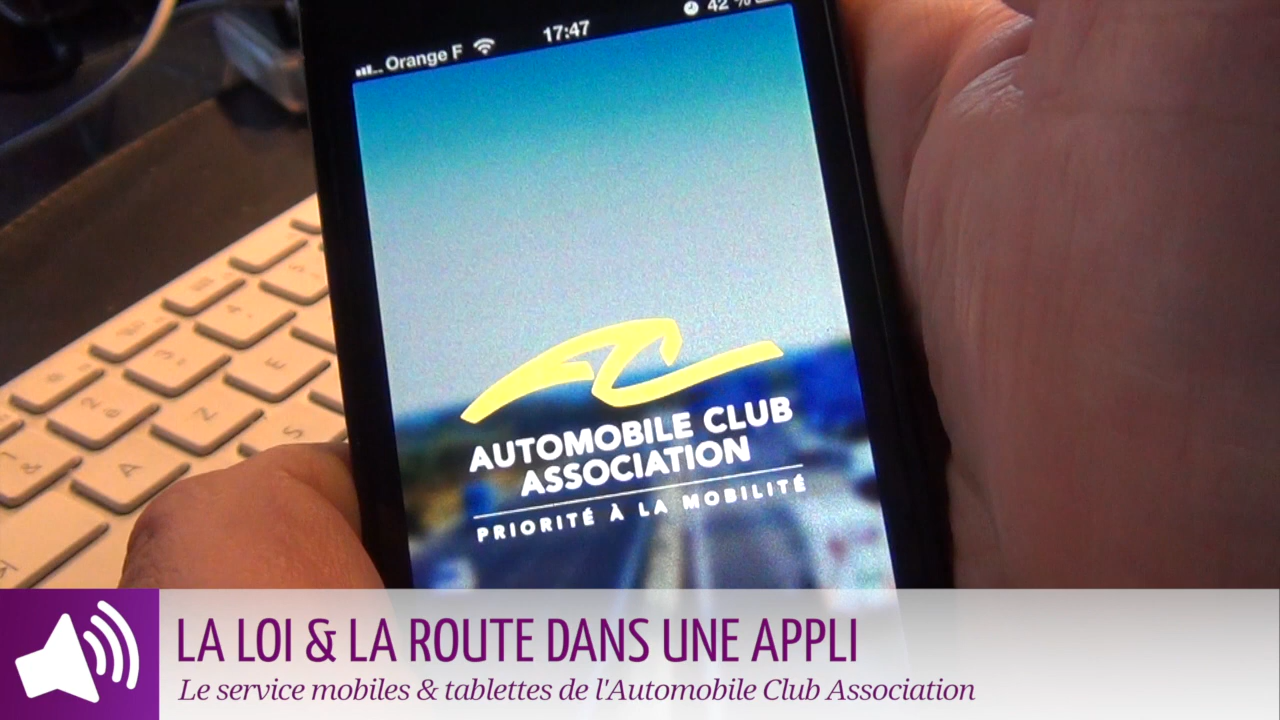 Orange F 17:47 42 %
AUTOMOBILE CLUB
ASSOCIATION
PRIORITÉ À LA MOBILITÉ
A
Z
E
S
LA LOI & LA ROUTE DANS UNE APPLI
Le service mobiles & tablettes de l'Automobile Club Association